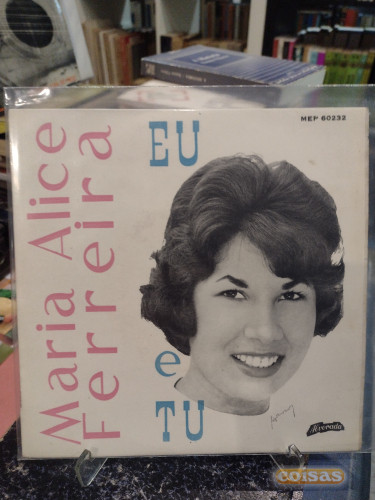 MEP 60232
Maria Alice
Ferreira
EU
e
TU
Alvorada
coisas